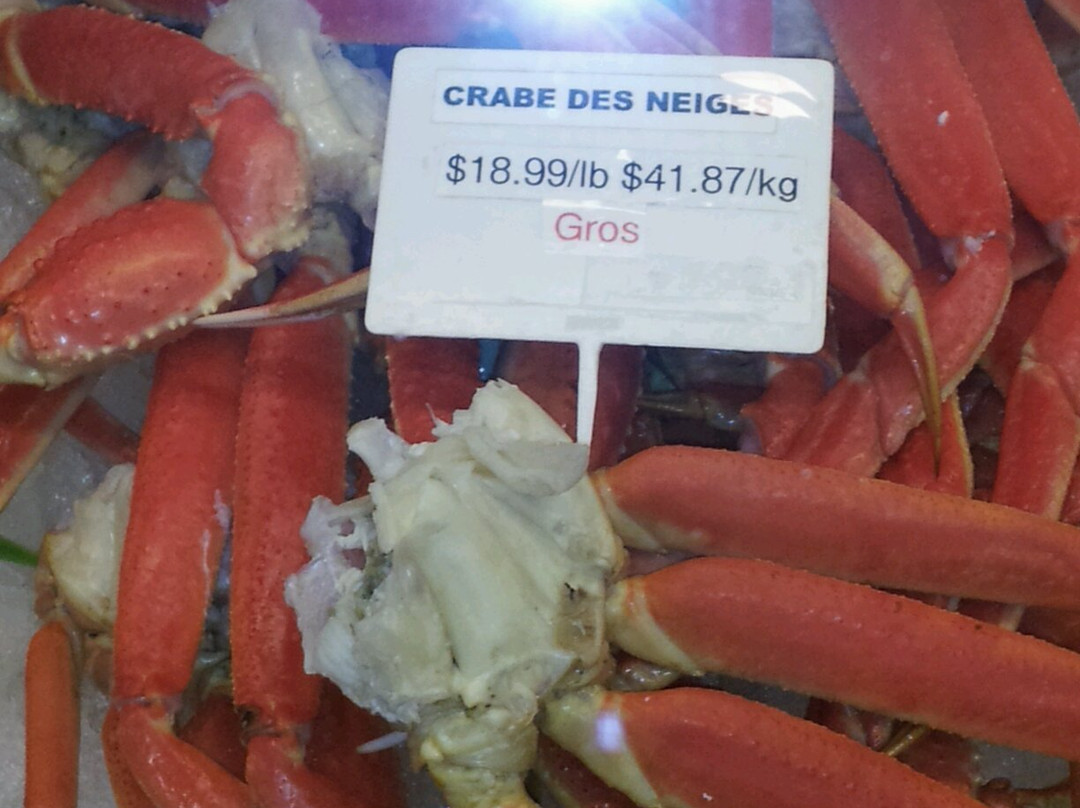 CRABE DES NEIGES
$18.99/lb $41.87/kg
Gros